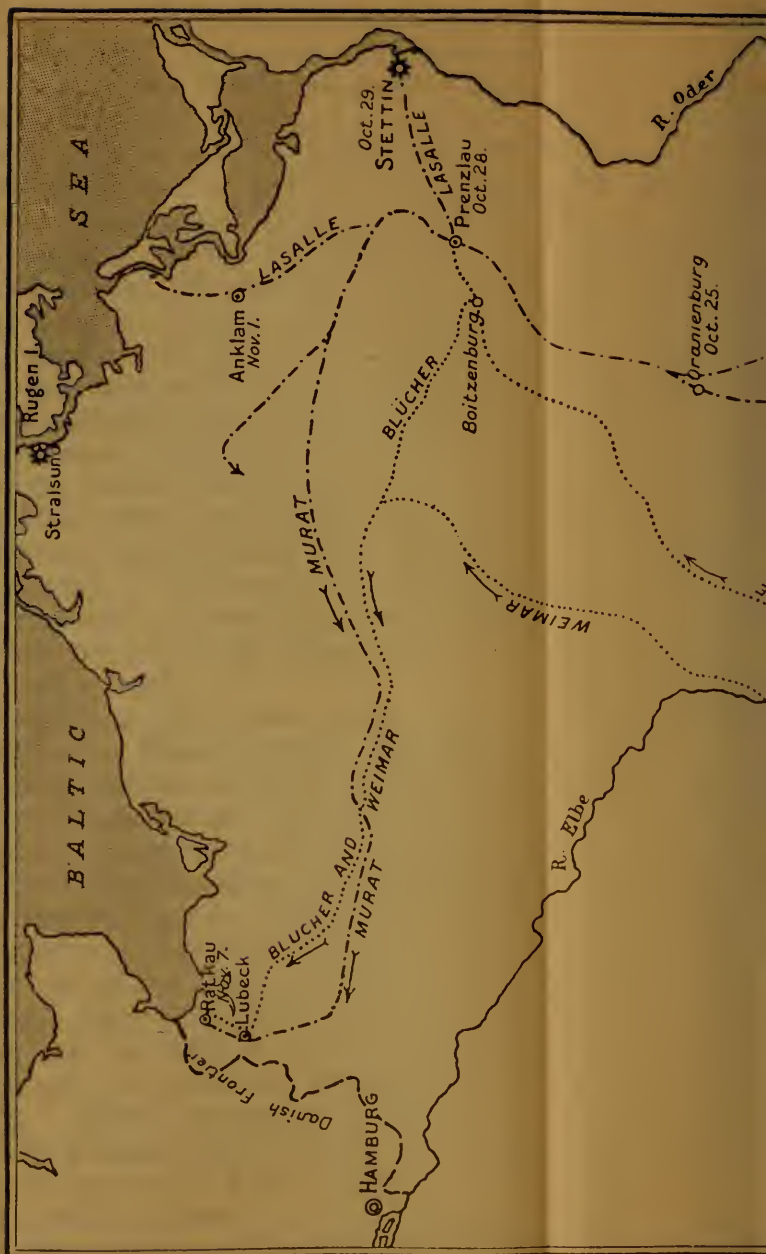 BALTIC
SEA
Rugen I.
Stralsund
Oct. 29.
STETTIN
LASALLE
Prenzlau
Oct. 28.
R. Oder
LASALLE
Anklam
Nov. 1.
Oranienburg
Oct. 25.
Boitzenburg
BLÜCHER
MURAT
WEIMAR
BLUCHER AND
WEIMAR
MURAT
Ratkau
Nov. 7.
Lubeck
Danish Frontier
HAMBURG
R. Elbe